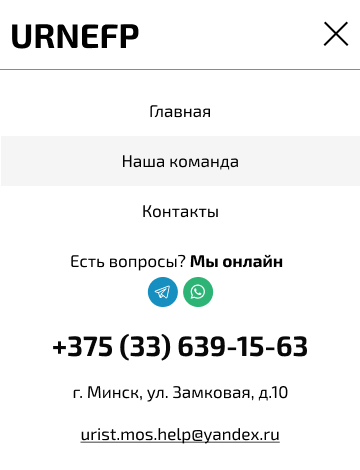 URNEFP
Главная
Наша команда
Контакты
Есть вопросы? Мы онлайн
+375 (33) 639-15-63
г. Минск, ул. Замковая, д.10
urist.mos.help@yandex.ru